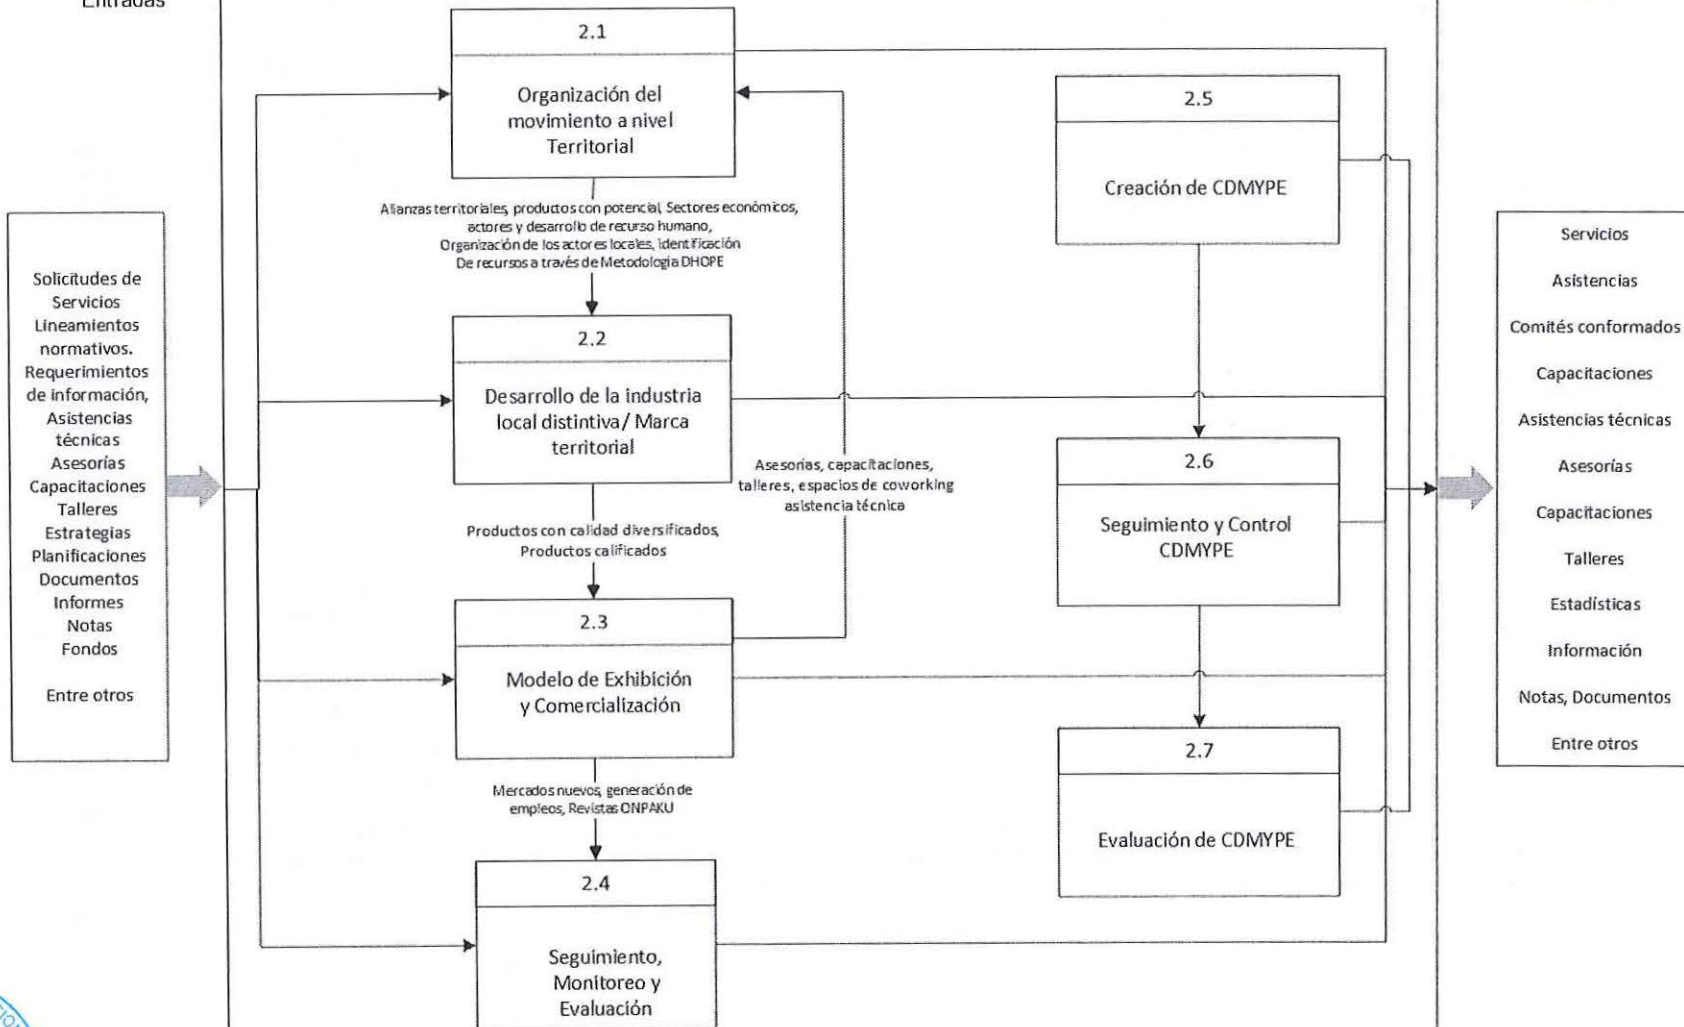 Entradas
Solicitudes de
Servicios
Lineamientos
normativos.
Requerimientos
de información,
Asistencias
técnicas
Asesorías
Capacitaciones
Talleres
Estrategias
Planificaciones
Documentos
Informes
Notas
Fondos
Entre otros
2.1
Organización del
movimiento a nivel
Territorial
Alianzas territoriales, productos con potencial, Sectores económicos,
actores y desarrollo de recurso humano,
Organización de los actores locales, identificación
De recursos a través de Metodologia DHOPE
2.2
Desarrollo de la industria
local distintiva/ Marca
territorial
Productos con calidad diversificados,
Productos calificados
2.3
Modelo de Exhibición
y Comercialización
Mercados nuevos, generación de
empleos, Revistas ONPAKU
2.4
Seguimiento,
Monitoreo y
Evaluación
Asesorías, capacitaciones,
talleres, espacios de coworking
asistencia técnica
2.5
Creación de CDMYPE
2.6
Seguimiento y Control
CDMYPE
2.7
Evaluación de CDMYPE
Servicios
Asistencias
Comités conformados
Capacitaciones
Asistencias técnicas
Asesorías
Capacitaciones
Talleres
Estadísticas
Información
Notas, Documentos
Entre otros